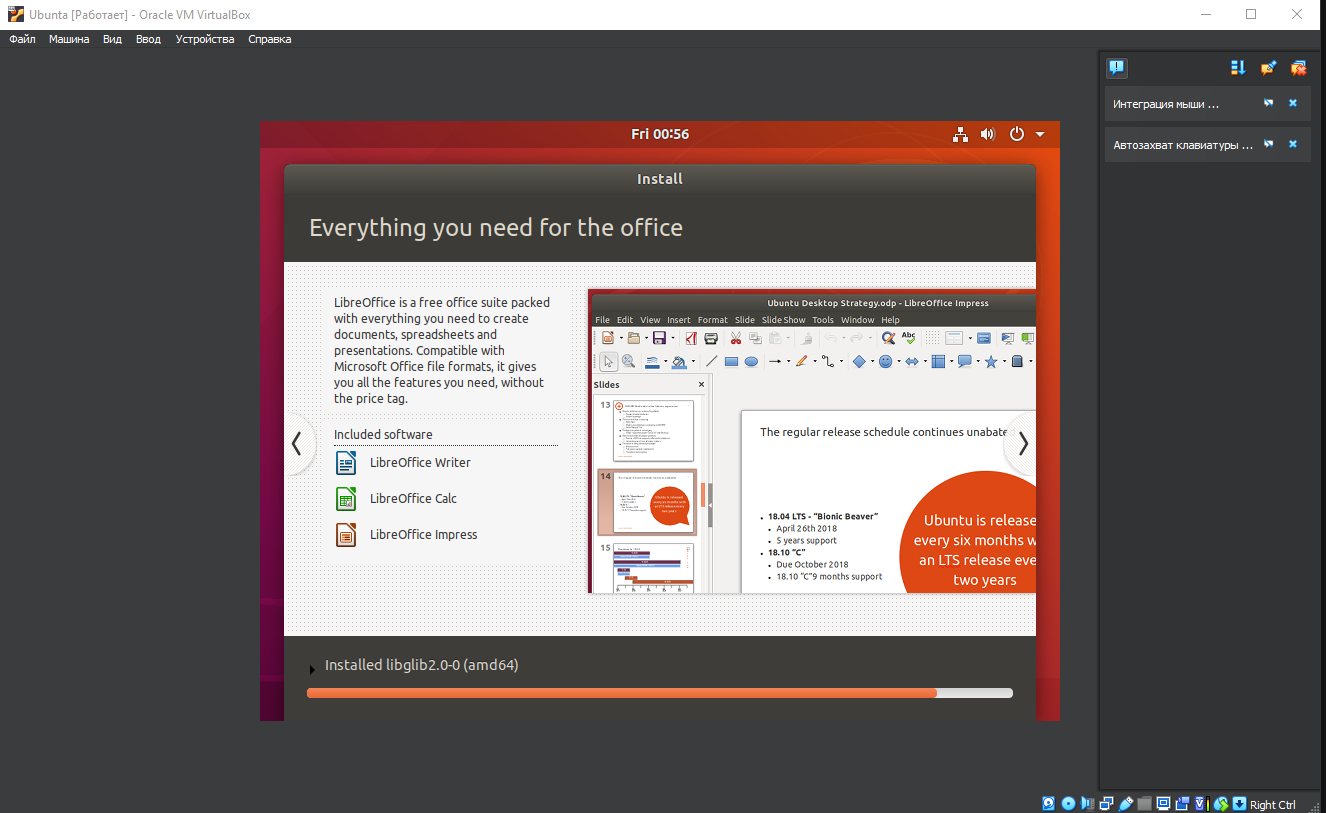 Ubunta [Работает] - Oracle VM VirtualBox
Файл Машина Вид Ввод Устройства Справка
Интеграция мыши ...
Автозахват клавиатуры ...
Fri 00:56
Install
Everything you need for the office
LibreOffice is a free office suite packed
with everything you need to create
documents, spreadsheets and
presentations. Compatible with
Microsoft Office file formats, it gives
you all the features you need, without
the price tag.
Included software
LibreOffice Writer
LibreOffice Calc
LibreOffice Impress
Ubuntu Desktop Strategy.odp - LibreOffice Impress
File Edit View Insert Format Slide Slide Show Tools Window Help
Abc
Slides
13
14
15
The regular release schedule continues unabate
18.04 LTS - “Bionic Beaver”
April 26th 2018
5 years support
18.10 “C”
Due October 2018
18.10 “C”9 months support
Ubuntu is release
every six months w
an LTS release eve
two years
Installed libglib2.0-0 (amd64)
Right Ctrl